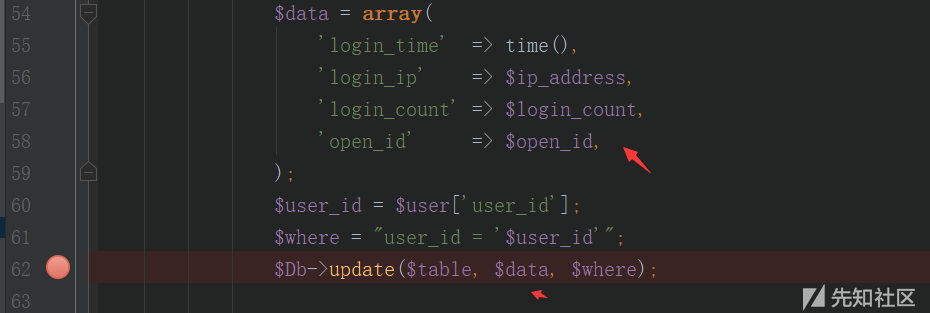 54 $data = array(
55 'login_time' => time(),
56 'login_ip' => $ip_address,
57 'login_count' => $login_count,
58 'open_id' => $open_id,
59 );
60 $user_id = $user['user_id'];
61 $where = "user_id = '$user_id'";
62 $Db->update($table, $data, $where);
63
先知社区